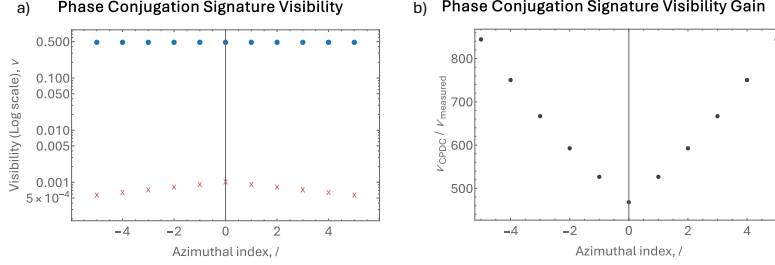 a) Phase Conjugation Signature Visibility
Visibility (Log scale), v
0.500
0.100
0.050
0.010
0.005
0.001
5×10⁻⁴
−4 −2 0 2 4
Azimuthal index, l
b) Phase Conjugation Signature Visibility Gain
νCPDC / νmeasured
800
700
600
500
−4 −2 0 2 4
Azimuthal index, l